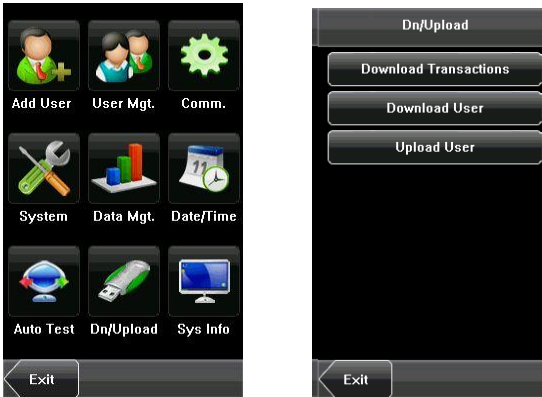 Add User User Mgt. Comm.
11
System Data Mgt. Date/Time
Auto Test Dn/Upload Sys Info
Exit
Dn/Upload
Download Transactions
Download User
Upload User
Exit